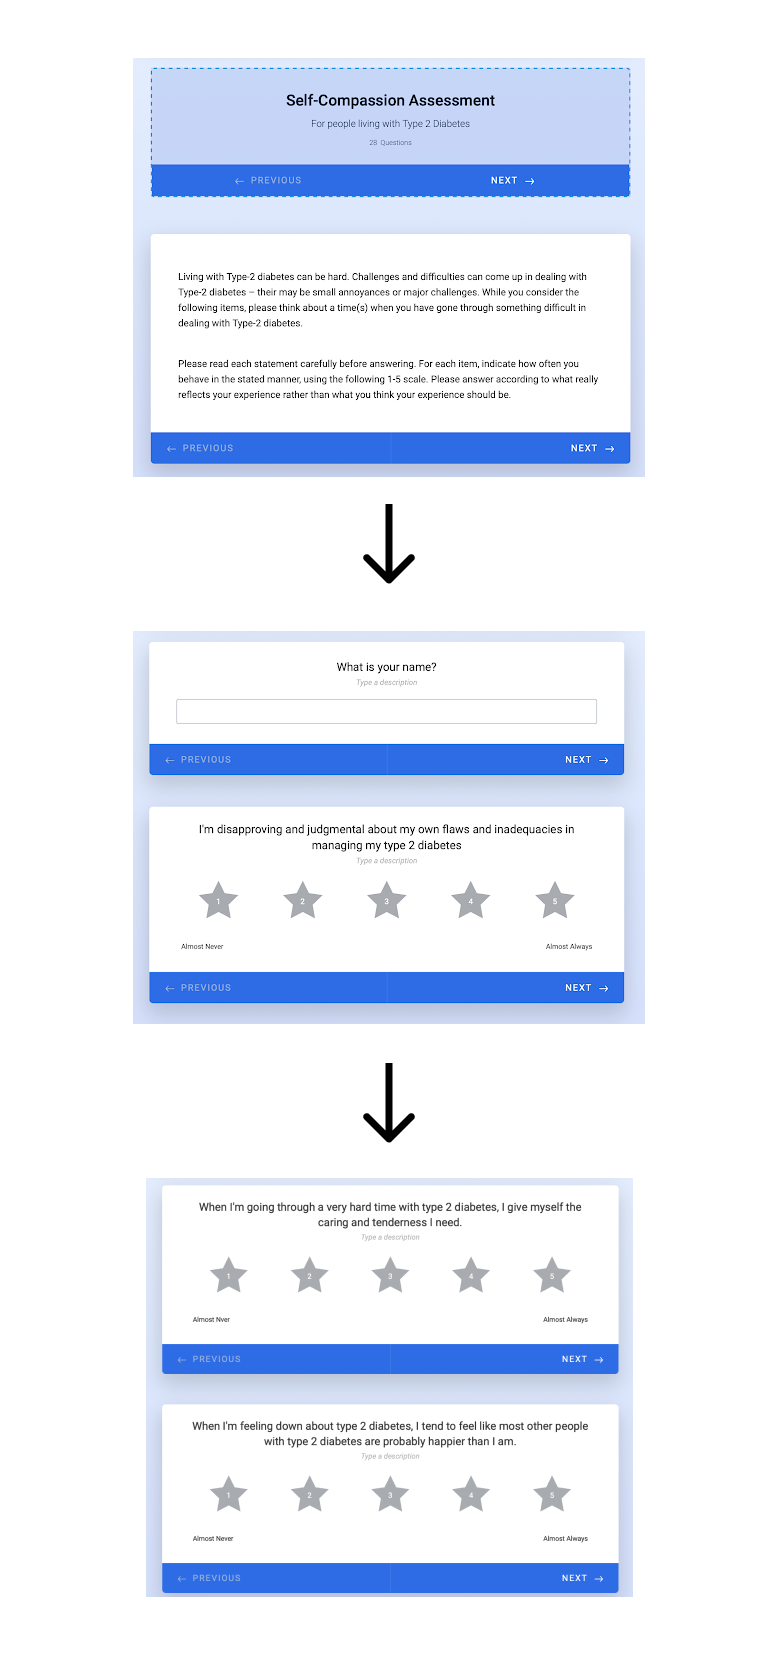 Self-Compassion Assessment
For people living with Type 2 Diabetes
28 Questions
← PREVIOUS NEXT →
Living with Type-2 diabetes can be hard. Challenges and difficulties can come up in dealing with
Type-2 diabetes – their may be small annoyances or major challenges. While you consider the
following items, please think about a time(s) when you have gone through something difficult in
dealing with Type-2 diabetes.
Please read each statement carefully before answering. For each item, indicate how often you
behave in the stated manner, using the following 1-5 scale. Please answer according to what really
reflects your experience rather than what you think your experience should be.
← PREVIOUS NEXT →
What is your name?
Type a description
← PREVIOUS NEXT →
I'm disapproving and judgmental about my own flaws and inadequacies in
managing my type 2 diabetes
Type a description
1 2 3 4 5
Almost Never Almost Always
← PREVIOUS NEXT →
When I'm going through a very hard time with type 2 diabetes, I give myself the
caring and tenderness I need.
Type a description
1 2 3 4 5
Almost Nver Almost Always
← PREVIOUS NEXT →
When I'm feeling down about type 2 diabetes, I tend to feel like most other people
with type 2 diabetes are probably happier than I am.
Type a description
1 2 3 4 5
Almost Never Almost Always
← PREVIOUS NEXT →